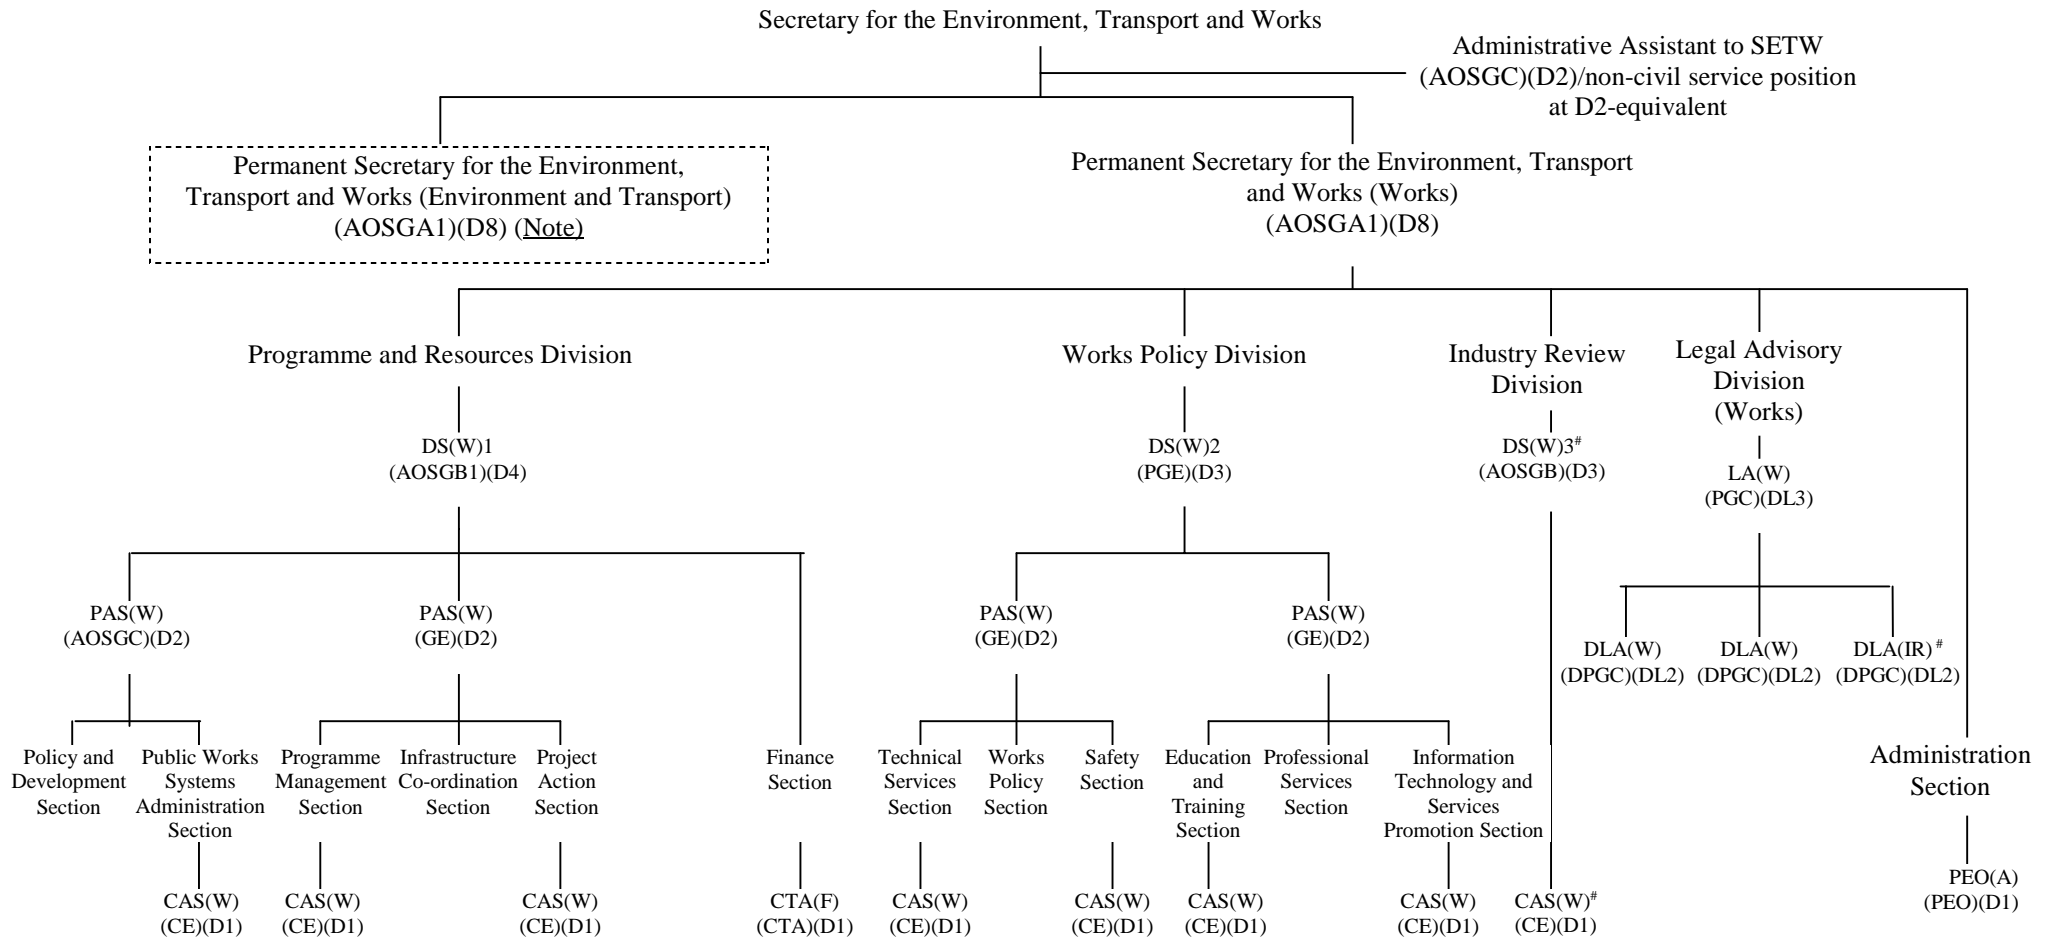 Secretary for the Environment, Transport and Works
Administrative Assistant to SETW
(AOSGC)(D2)/non-civil service position
at D2-equivalent
Permanent Secretary for the Environment,
Transport and Works (Environment and Transport)
(AOSGA1)(D8) (Note)
Permanent Secretary for the Environment, Transport
and Works (Works)
(AOSGA1)(D8)
Programme and Resources Division
DS(W)1
(AOSGB1)(D4)
Works Policy Division
DS(W)2
(PGE)(D3)
Industry Review
Division
DS(W)3#
(AOSGB)(D3)
Legal Advisory
Division
(Works)
LA(W)
(PGC)(DL3)
PAS(W)
(AOSGC)(D2)
PAS(W)
(GE)(D2)
PAS(W)
(GE)(D2)
PAS(W)
(GE)(D2)
DLA(W)
(DPGC)(DL2)
DLA(W)
(DPGC)(DL2)
DLA(IR)#
(DPGC)(DL2)
Policy and
Development
Section
Public Works
Systems
Administration
Section
Programme
Management
Section
Infrastructure
Co-ordination
Section
Project
Action
Section
Finance
Section
Technical
Services
Section
Works
Policy
Section
Safety
Section
Education
and
Training
Section
Professional
Services
Section
Information
Technology and
Services
Promotion Section
Administration
Section
CAS(W)
(CE)(D1)
CAS(W)
(CE)(D1)
CAS(W)
(CE)(D1)
CTA(F)
(CTA)(D1)
CAS(W)
(CE)(D1)
CAS(W)
(CE)(D1)
CAS(W)
(CE)(D1)
CAS(W)
(CE)(D1)
CAS(W)#
(CE)(D1)
PEO(A)
(PEO)(D1)